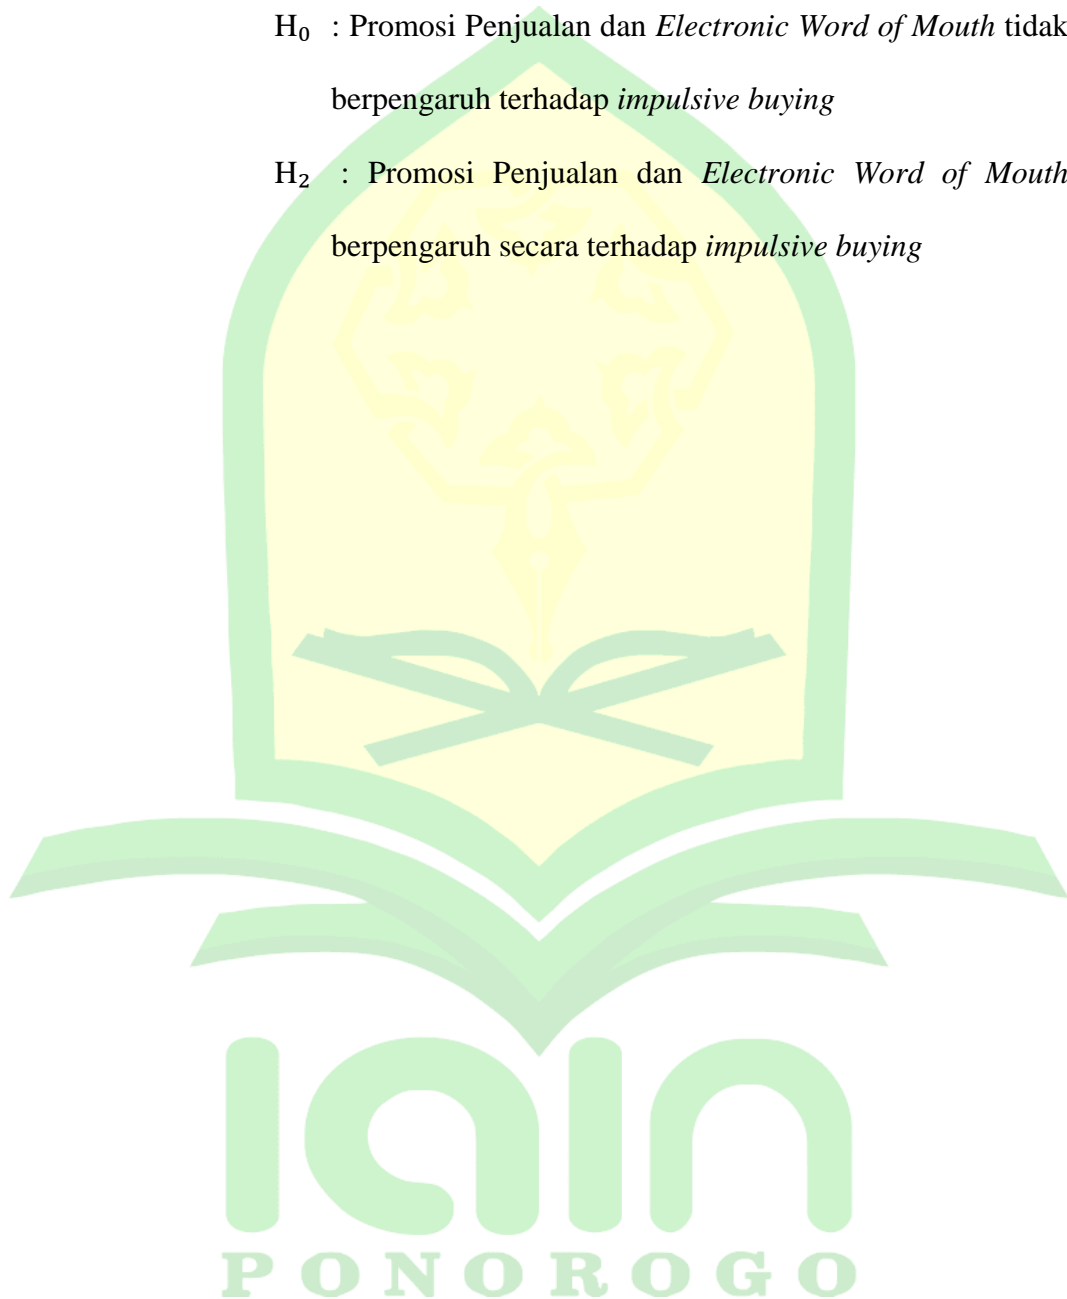 H₀ : Promosi Penjualan dan Electronic Word of Mouth tidak
berpengaruh terhadap impulsive buying
H₂ : Promosi Penjualan dan Electronic Word of Mouth
berpengaruh secara terhadap impulsive buying
iain
PONOROGO